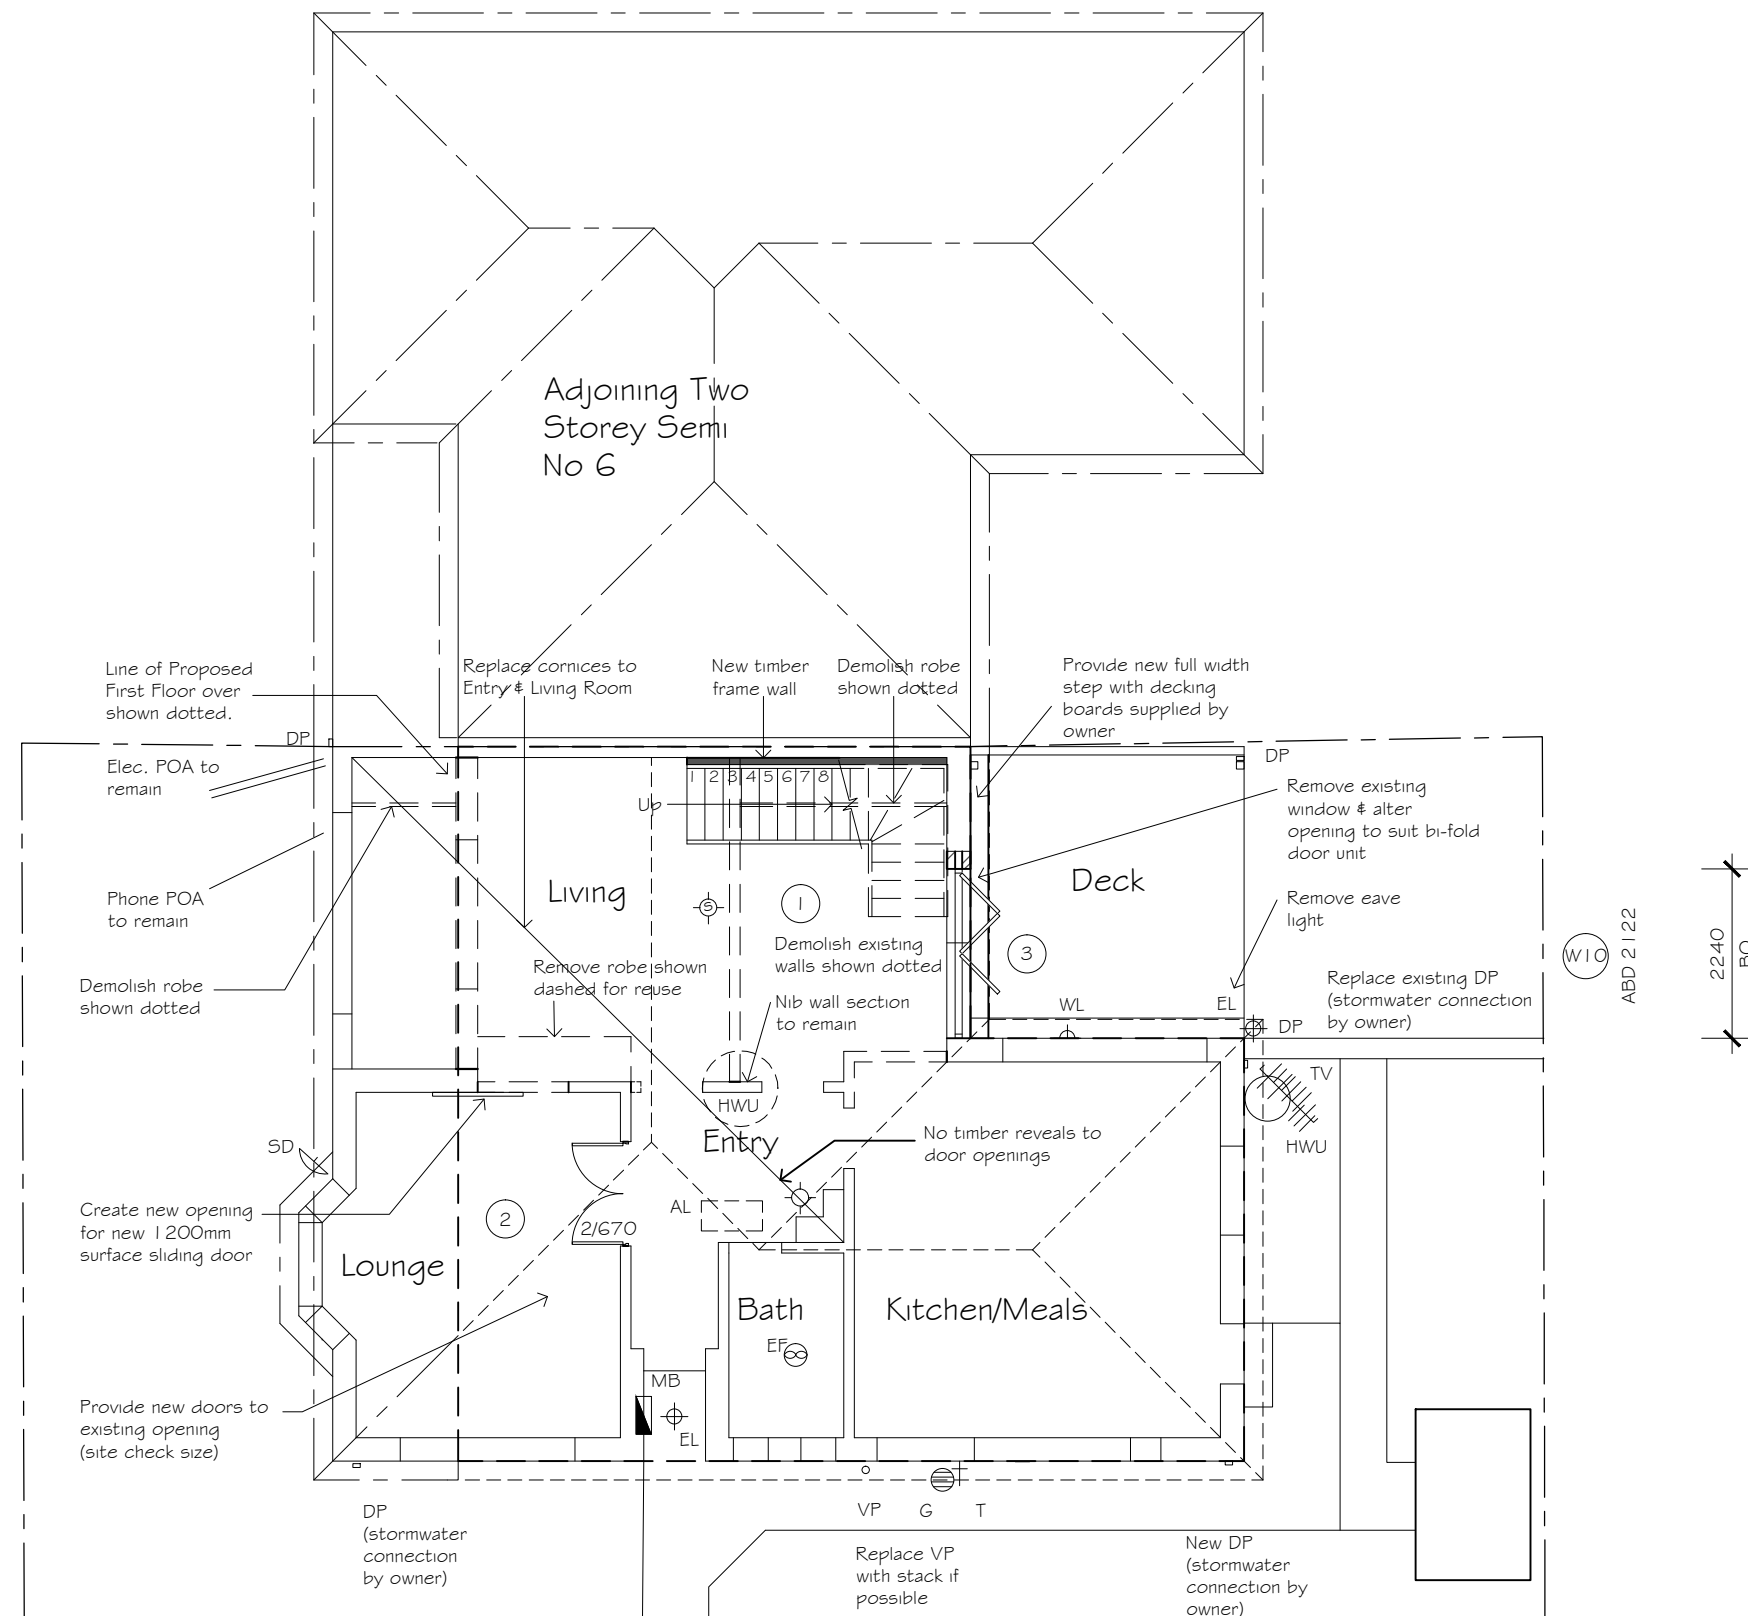 Adjoining Two
Storey Semi
No 6
Line of Proposed
First Floor over
shown dotted.
Replace cornices to
Entry & Living Room
New timber
frame wall
Demolish robe
shown dotted
Provide new full width
step with decking
boards supplied by
owner
DP
Elec. POA to
remain
DP
1 2 3 4 5 6 7 8
Up
Remove existing
window & alter
opening to suit bi-fold
door unit
Phone POA
to remain
Living
S
1
Deck
Remove eave
light
Demolish existing
walls shown dotted
3
W10
ABD 2122
2240
BO
Demolish robe
shown dotted
Remove robe shown
dashed for reuse
Nib wall section
to remain
WL
EL
Replace existing DP
(stormwater connection
by owner)
DP
TV
HWU
HWU
Entry
No timber reveals to
door openings
SD
Create new opening
for new 1200mm
surface sliding door
2
AL
2/670
Lounge
Bath
Kitchen/Meals
EF
MB
EL
Provide new doors to
existing opening
(site check size)
DP
(stormwater
connection
by owner)
VP G T
Replace VP
with stack if
possible
New DP
(stormwater
connection by
owner)